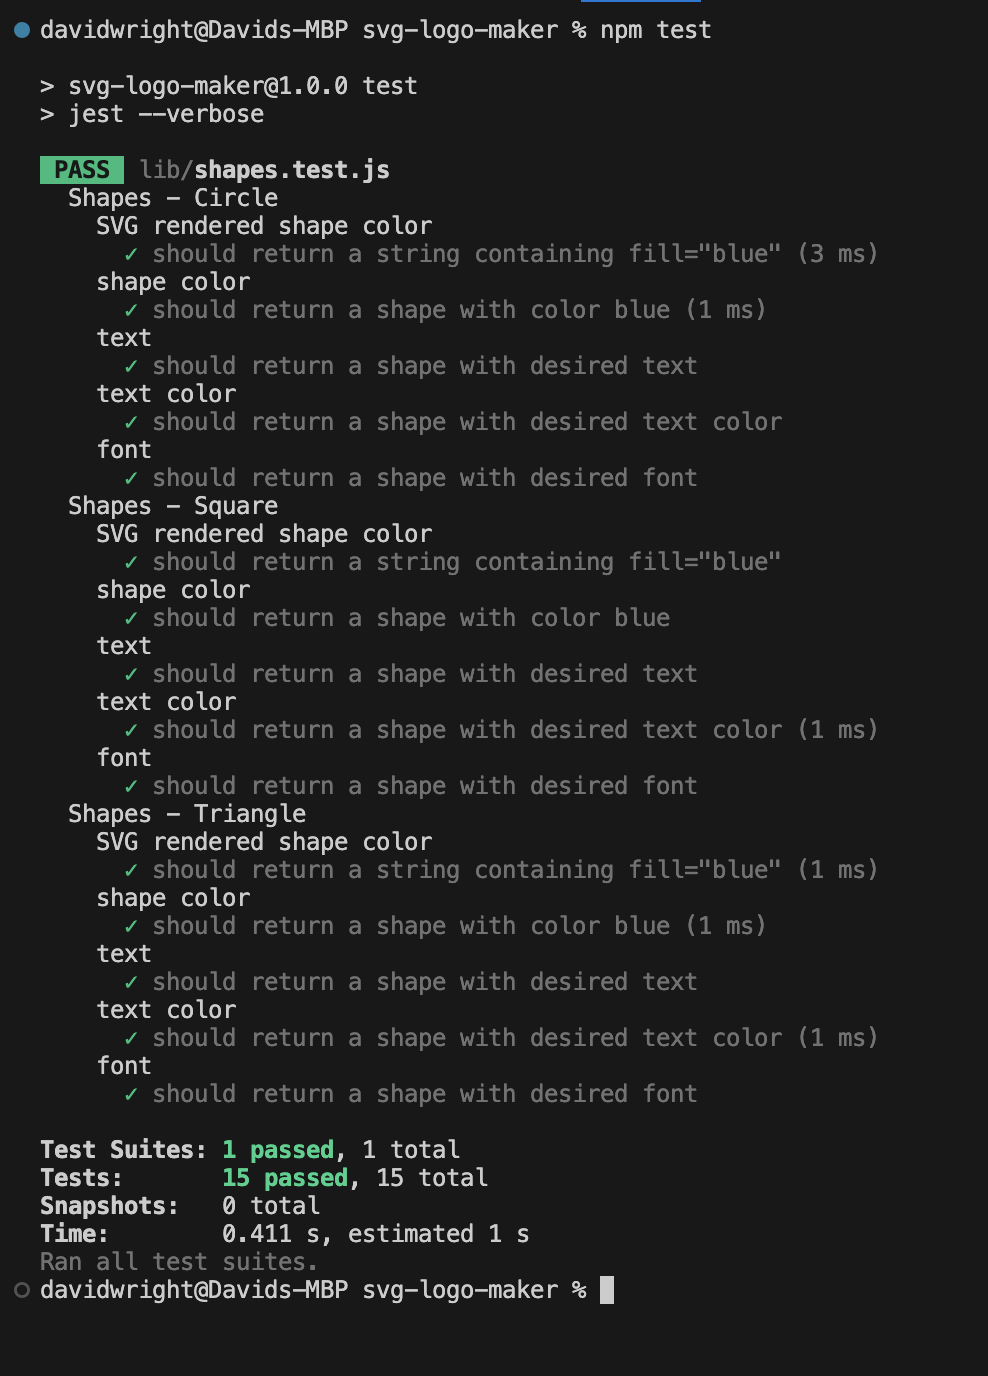 davidwright@Davids-MBP svg-logo-maker % npm test
> svg-logo-maker@1.0.0 test
> jest --verbose
PASS lib/shapes.test.js
Shapes - Circle
SVG rendered shape color
✓ should return a string containing fill="blue" (3 ms)
shape color
✓ should return a shape with color blue (1 ms)
text
✓ should return a shape with desired text
text color
✓ should return a shape with desired text color
font
✓ should return a shape with desired font
Shapes - Square
SVG rendered shape color
✓ should return a string containing fill="blue"
shape color
✓ should return a shape with color blue
text
✓ should return a shape with desired text
text color
✓ should return a shape with desired text color (1 ms)
font
✓ should return a shape with desired font
Shapes - Triangle
SVG rendered shape color
✓ should return a string containing fill="blue" (1 ms)
shape color
✓ should return a shape with color blue (1 ms)
text
✓ should return a shape with desired text
text color
✓ should return a shape with desired text color (1 ms)
font
✓ should return a shape with desired font
Test Suites: 1 passed, 1 total
Tests: 15 passed, 15 total
Snapshots: 0 total
Time: 0.411 s, estimated 1 s
Ran all test suites.
davidwright@Davids-MBP svg-logo-maker %